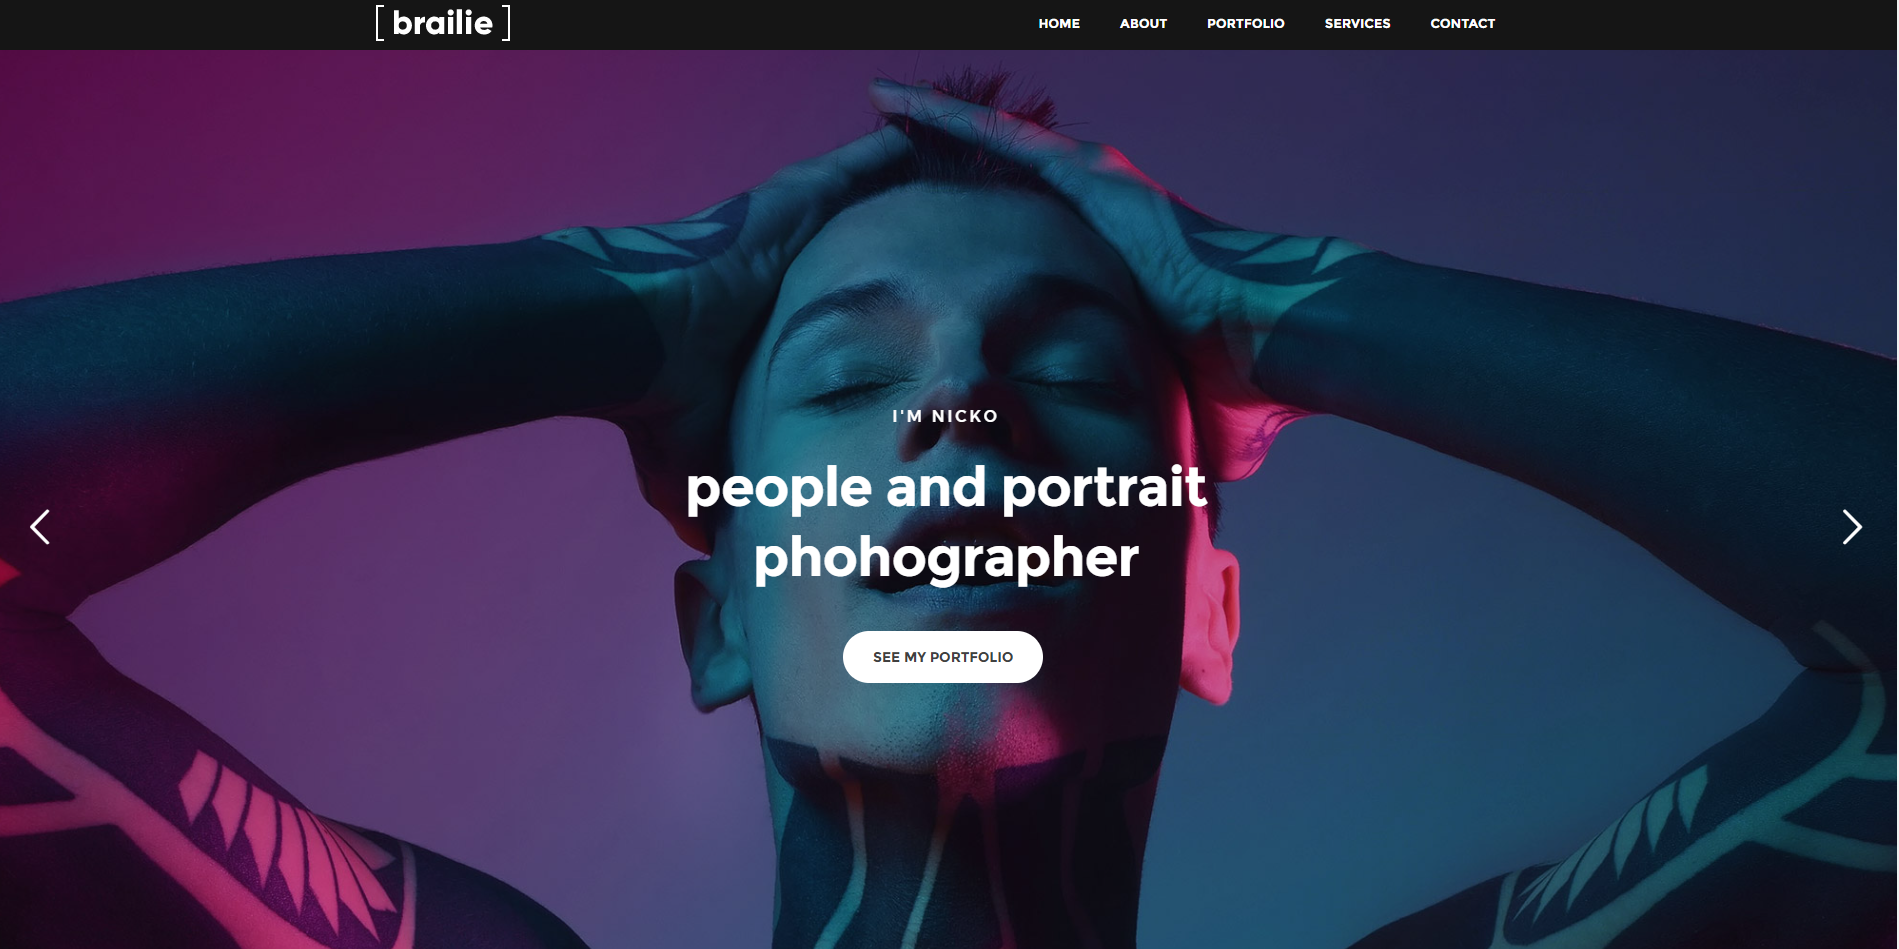 [ brailie ]
HOME ABOUT PORTFOLIO SERVICES CONTACT
I'M NICKO
people and portrait
phohographer
SEE MY PORTFOLIO